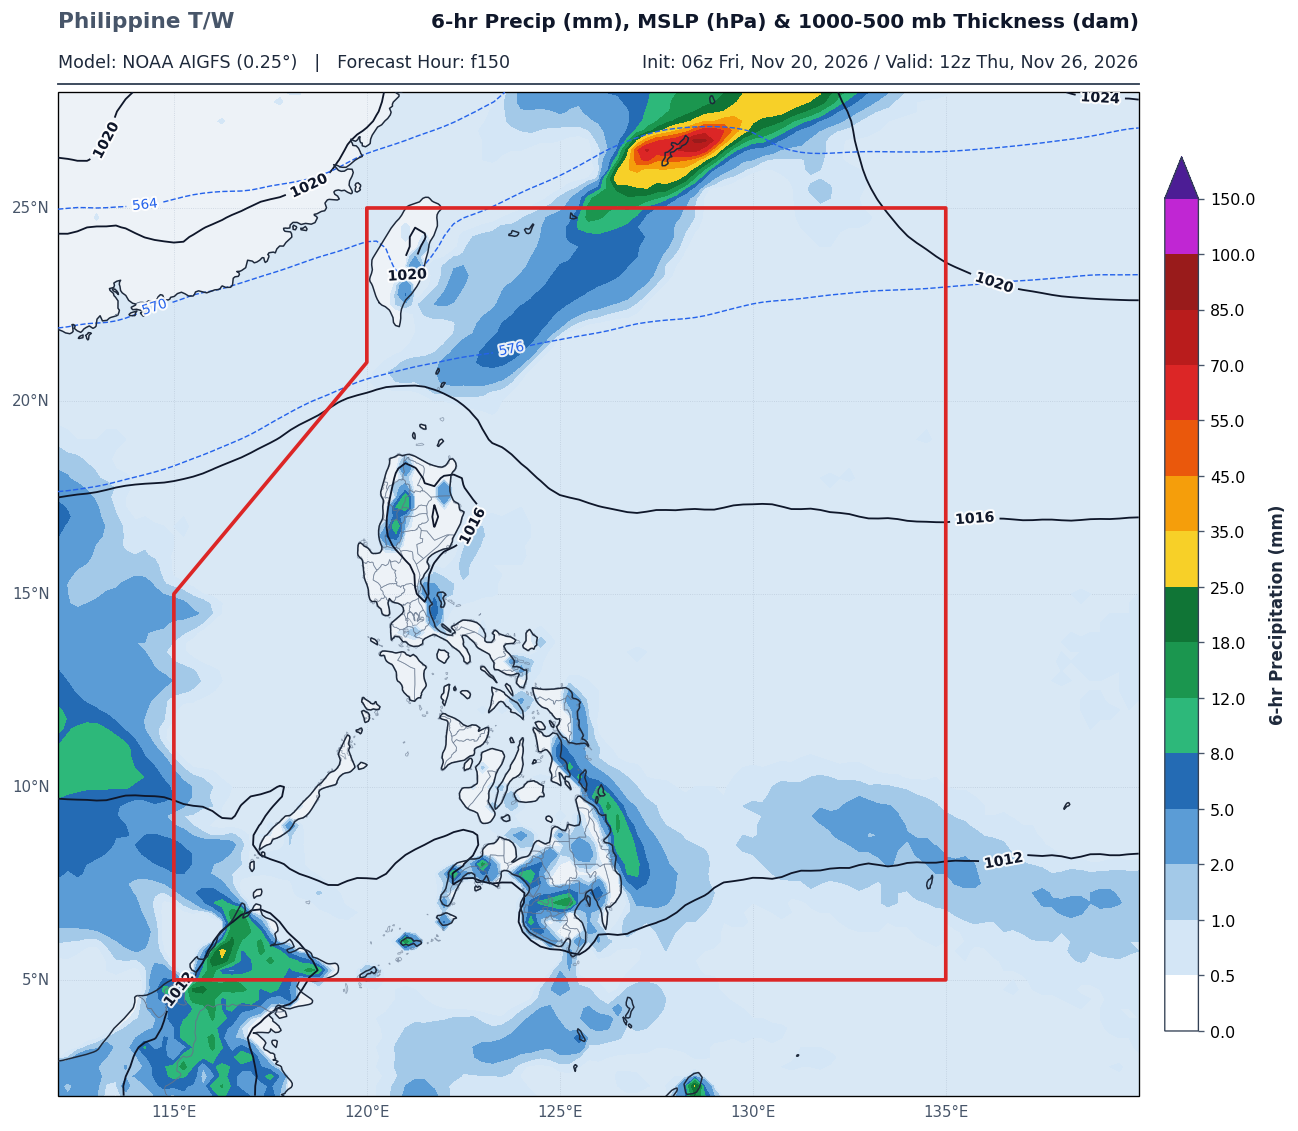 Philippine T/W
6-hr Precip (mm), MSLP (hPa) & 1000-500 mb Thickness (dam)
Model: NOAA AIGFS (0.25°) | Forecast Hour: f150
Init: 06z Fri, Nov 20, 2026 / Valid: 12z Thu, Nov 26, 2026
1024
1020
1020
564
25°N
1020
1020
570
576
20°N
1016
1016
15°N
10°N
1012
1012
5°N
115°E
120°E
125°E
130°E
135°E
150.0
100.0
85.0
70.0
55.0
45.0
35.0
25.0
18.0
12.0
8.0
5.0
2.0
1.0
0.5
0.0
6-hr Precipitation (mm)